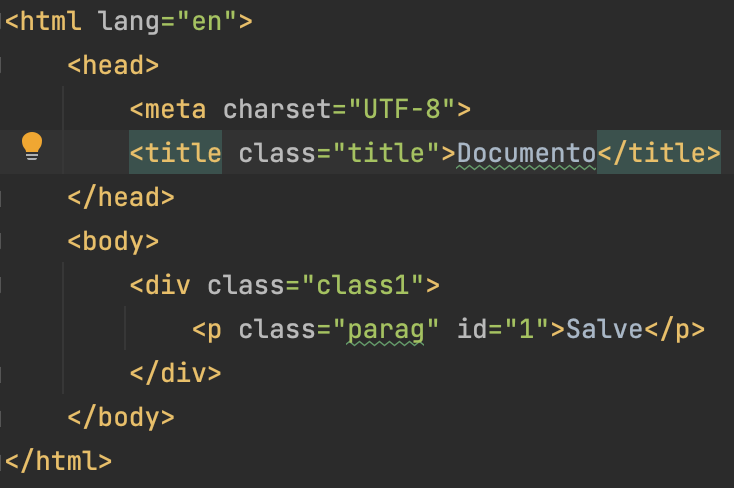 <html lang="en">
<head>
<meta charset="UTF-8">
<title class="title">Documento</title>
</head>
<body>
<div class="class1">
<p class="parag" id="1">Salve</p>
</div>
</body>
</html>